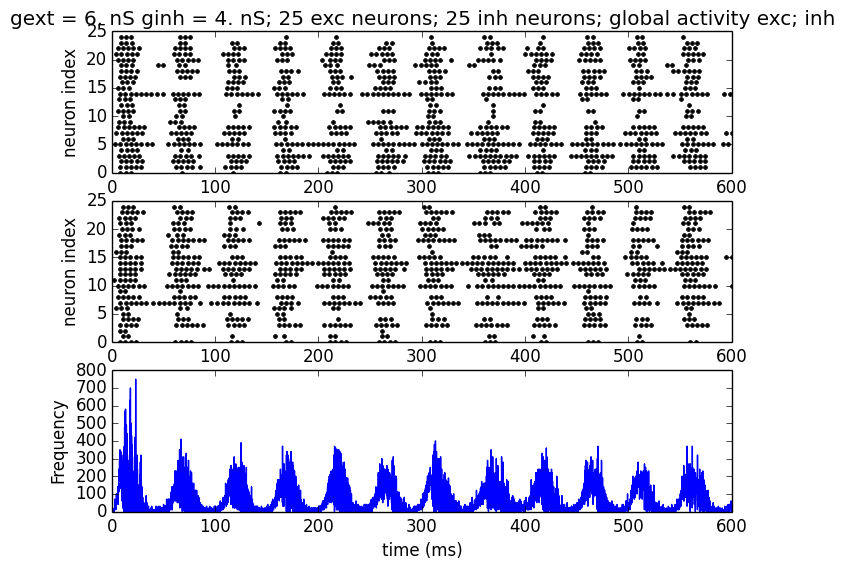 gext = 6. nS ginh = 4. nS; 25 exc neurons; 25 inh neurons; global activity exc; inh
25
20
15
10
5
0
neuron index
0 100 200 300 400 500 600
25
20
15
10
5
0
neuron index
0 100 200 300 400 500 600
800
700
600
500
400
300
200
100
0
Frequency
0 100 200 300 400 500 600
time (ms)